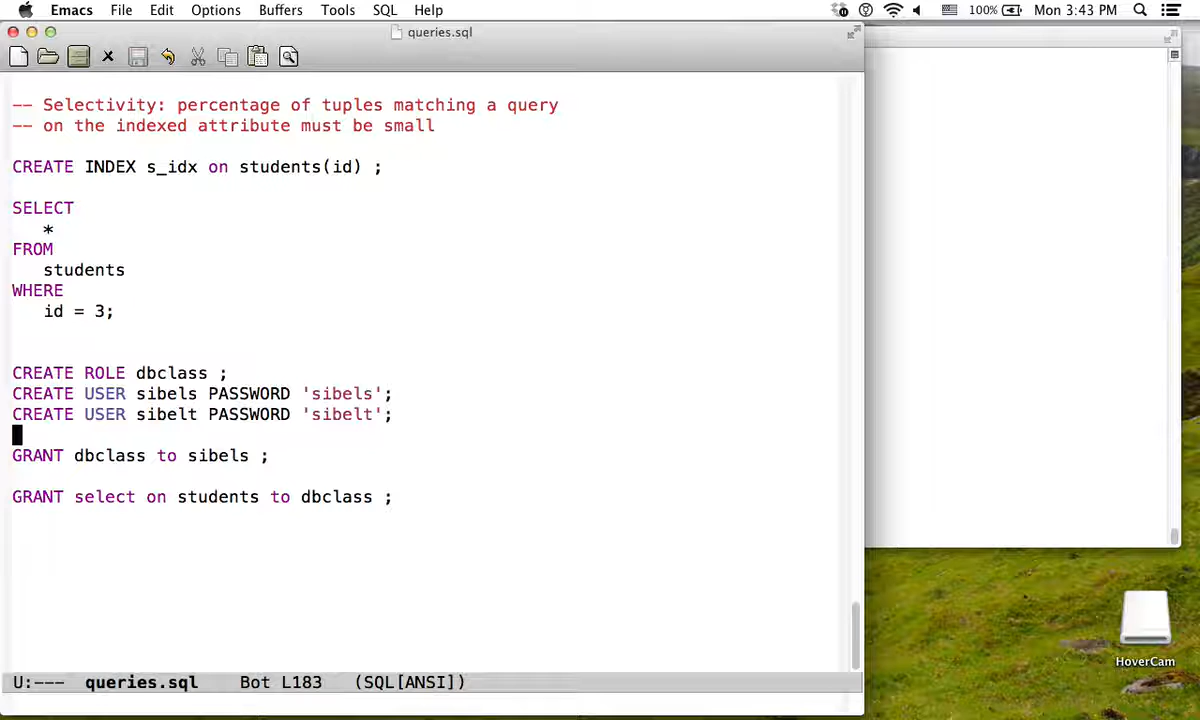 Emacs File Edit Options Buffers Tools SQL Help 100% Mon 3:43 PM
queries.sql
-- Selectivity: percentage of tuples matching a query
-- on the indexed attribute must be small
CREATE INDEX s_idx on students(id) ;
SELECT
*
FROM
students
WHERE
id = 3;
CREATE ROLE dbclass ;
CREATE USER sibels PASSWORD 'sibels';
CREATE USER sibelt PASSWORD 'sibelt';
GRANT dbclass to sibels ;
GRANT select on students to dbclass ;
HoverCam
U:--- queries.sql Bot L183 (SQL[ANSI])